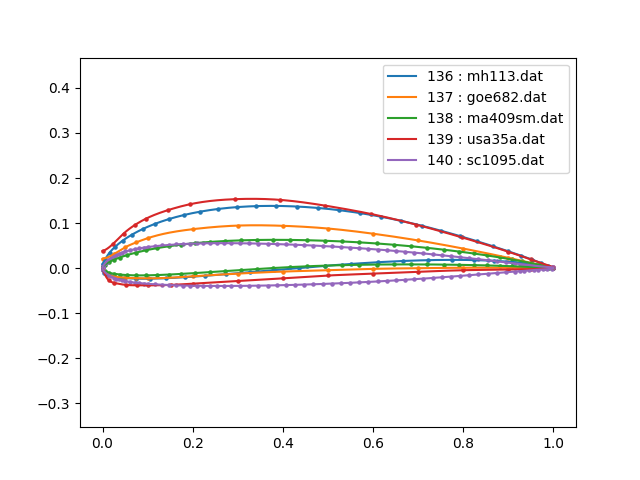 136 : mh113.dat
137 : goe682.dat
138 : ma409sm.dat
139 : usa35a.dat
140 : sc1095.dat
0.4
0.3
0.2
0.1
0.0
−0.1
−0.2
−0.3
0.0 0.2 0.4 0.6 0.8 1.0